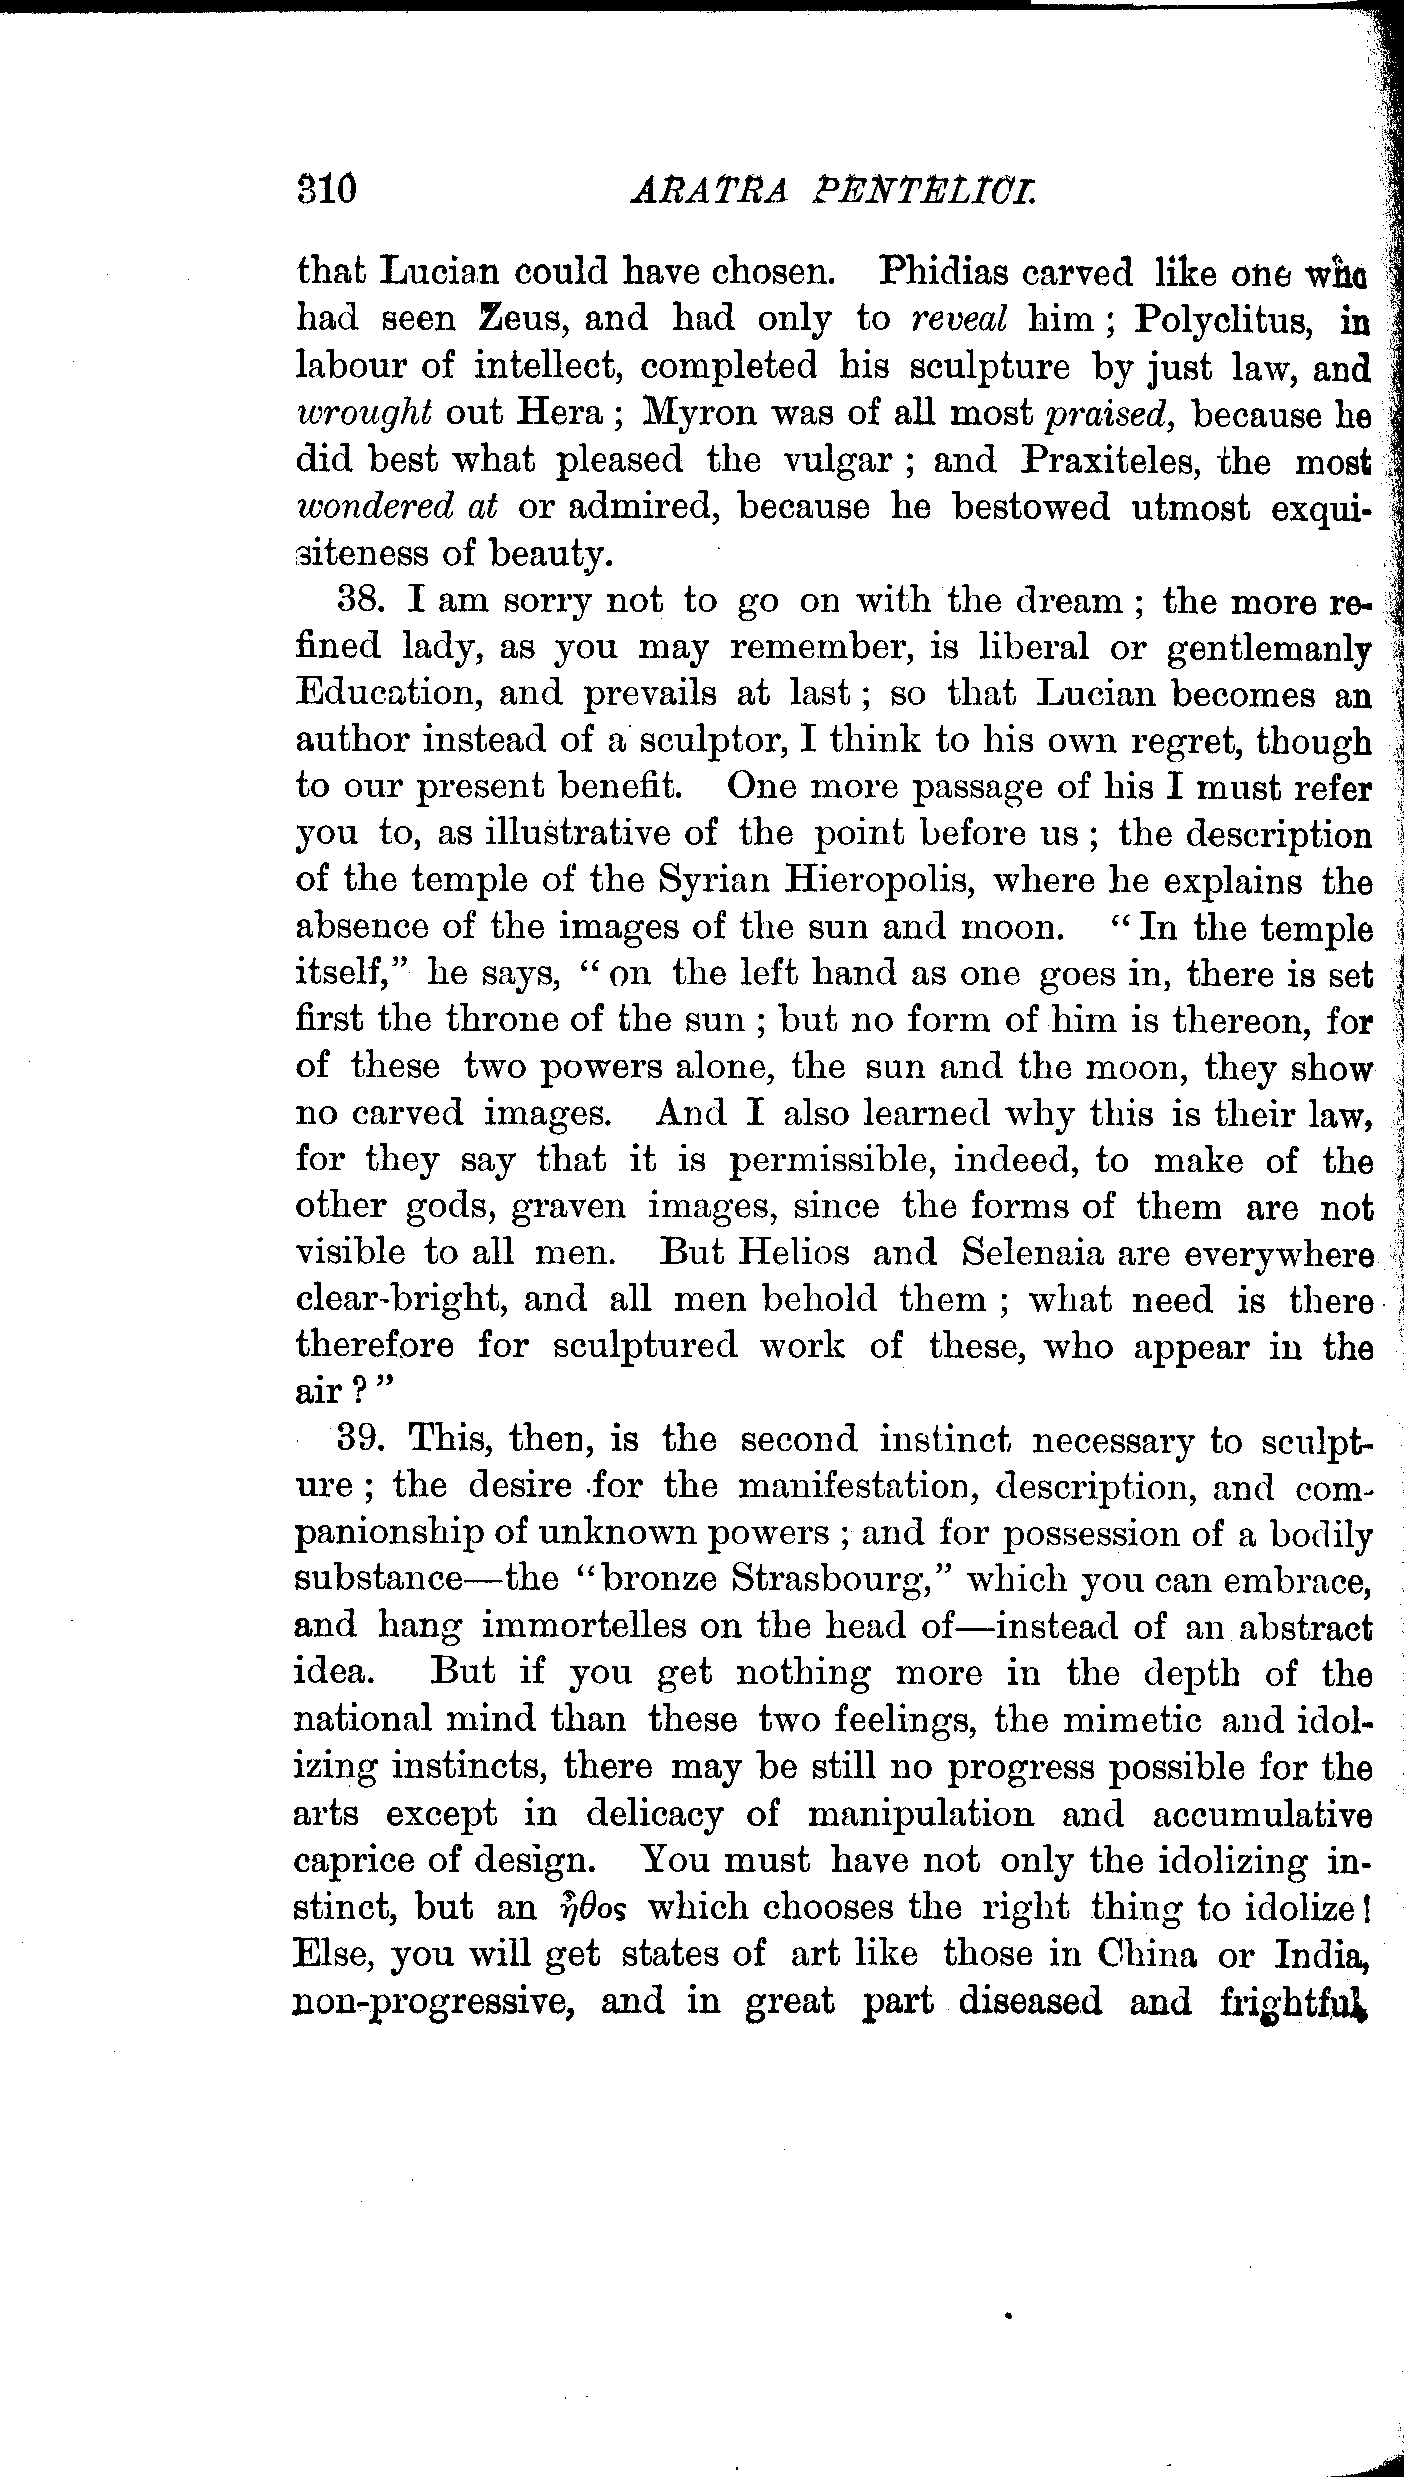 310 ARATRA PENTELICI.
that Lucian could have chosen. Phidias carved like one who
had seen Zeus, and had only to reveal him ; Polyclitus, in
labour of intellect, completed his sculpture by just law, and
wrought out Hera ; Myron was of all most praised, because he
did best what pleased the vulgar ; and Praxiteles, the most
wondered at or admired, because he bestowed utmost exqui-
siteness of beauty.
38. I am sorry not to go on with the dream ; the more re-
fined lady, as you may remember, is liberal or gentlemanly
Education, and prevails at last ; so that Lucian becomes an
author instead of a sculptor, I think to his own regret, though
to our present benefit. One more passage of his I must refer
you to, as illustrative of the point before us ; the description
of the temple of the Syrian Hieropolis, where he explains the
absence of the images of the sun and moon. “ In the temple
itself,” he says, “ on the left hand as one goes in, there is set
first the throne of the sun ; but no form of him is thereon, for
of these two powers alone, the sun and the moon, they show
no carved images. And I also learned why this is their law,
for they say that it is permissible, indeed, to make of the
other gods, graven images, since the forms of them are not
visible to all men. But Helios and Selenaia are everywhere
clear-bright, and all men behold them ; what need is there
therefore for sculptured work of these, who appear in the
air ? ”
39. This, then, is the second instinct necessary to sculpt-
ure ; the desire for the manifestation, description, and com-
panionship of unknown powers ; and for possession of a bodily
substance—the “bronze Strasbourg,” which you can embrace,
and hang immortelles on the head of—instead of an abstract
idea. But if you get nothing more in the depth of the
national mind than these two feelings, the mimetic and idol-
izing instincts, there may be still no progress possible for the
arts except in delicacy of manipulation and accumulative
caprice of design. You must have not only the idolizing in-
stinct, but an ἦθος which chooses the right thing to idolize !
Else, you will get states of art like those in China or India,
non-progressive, and in great part diseased and frightful,